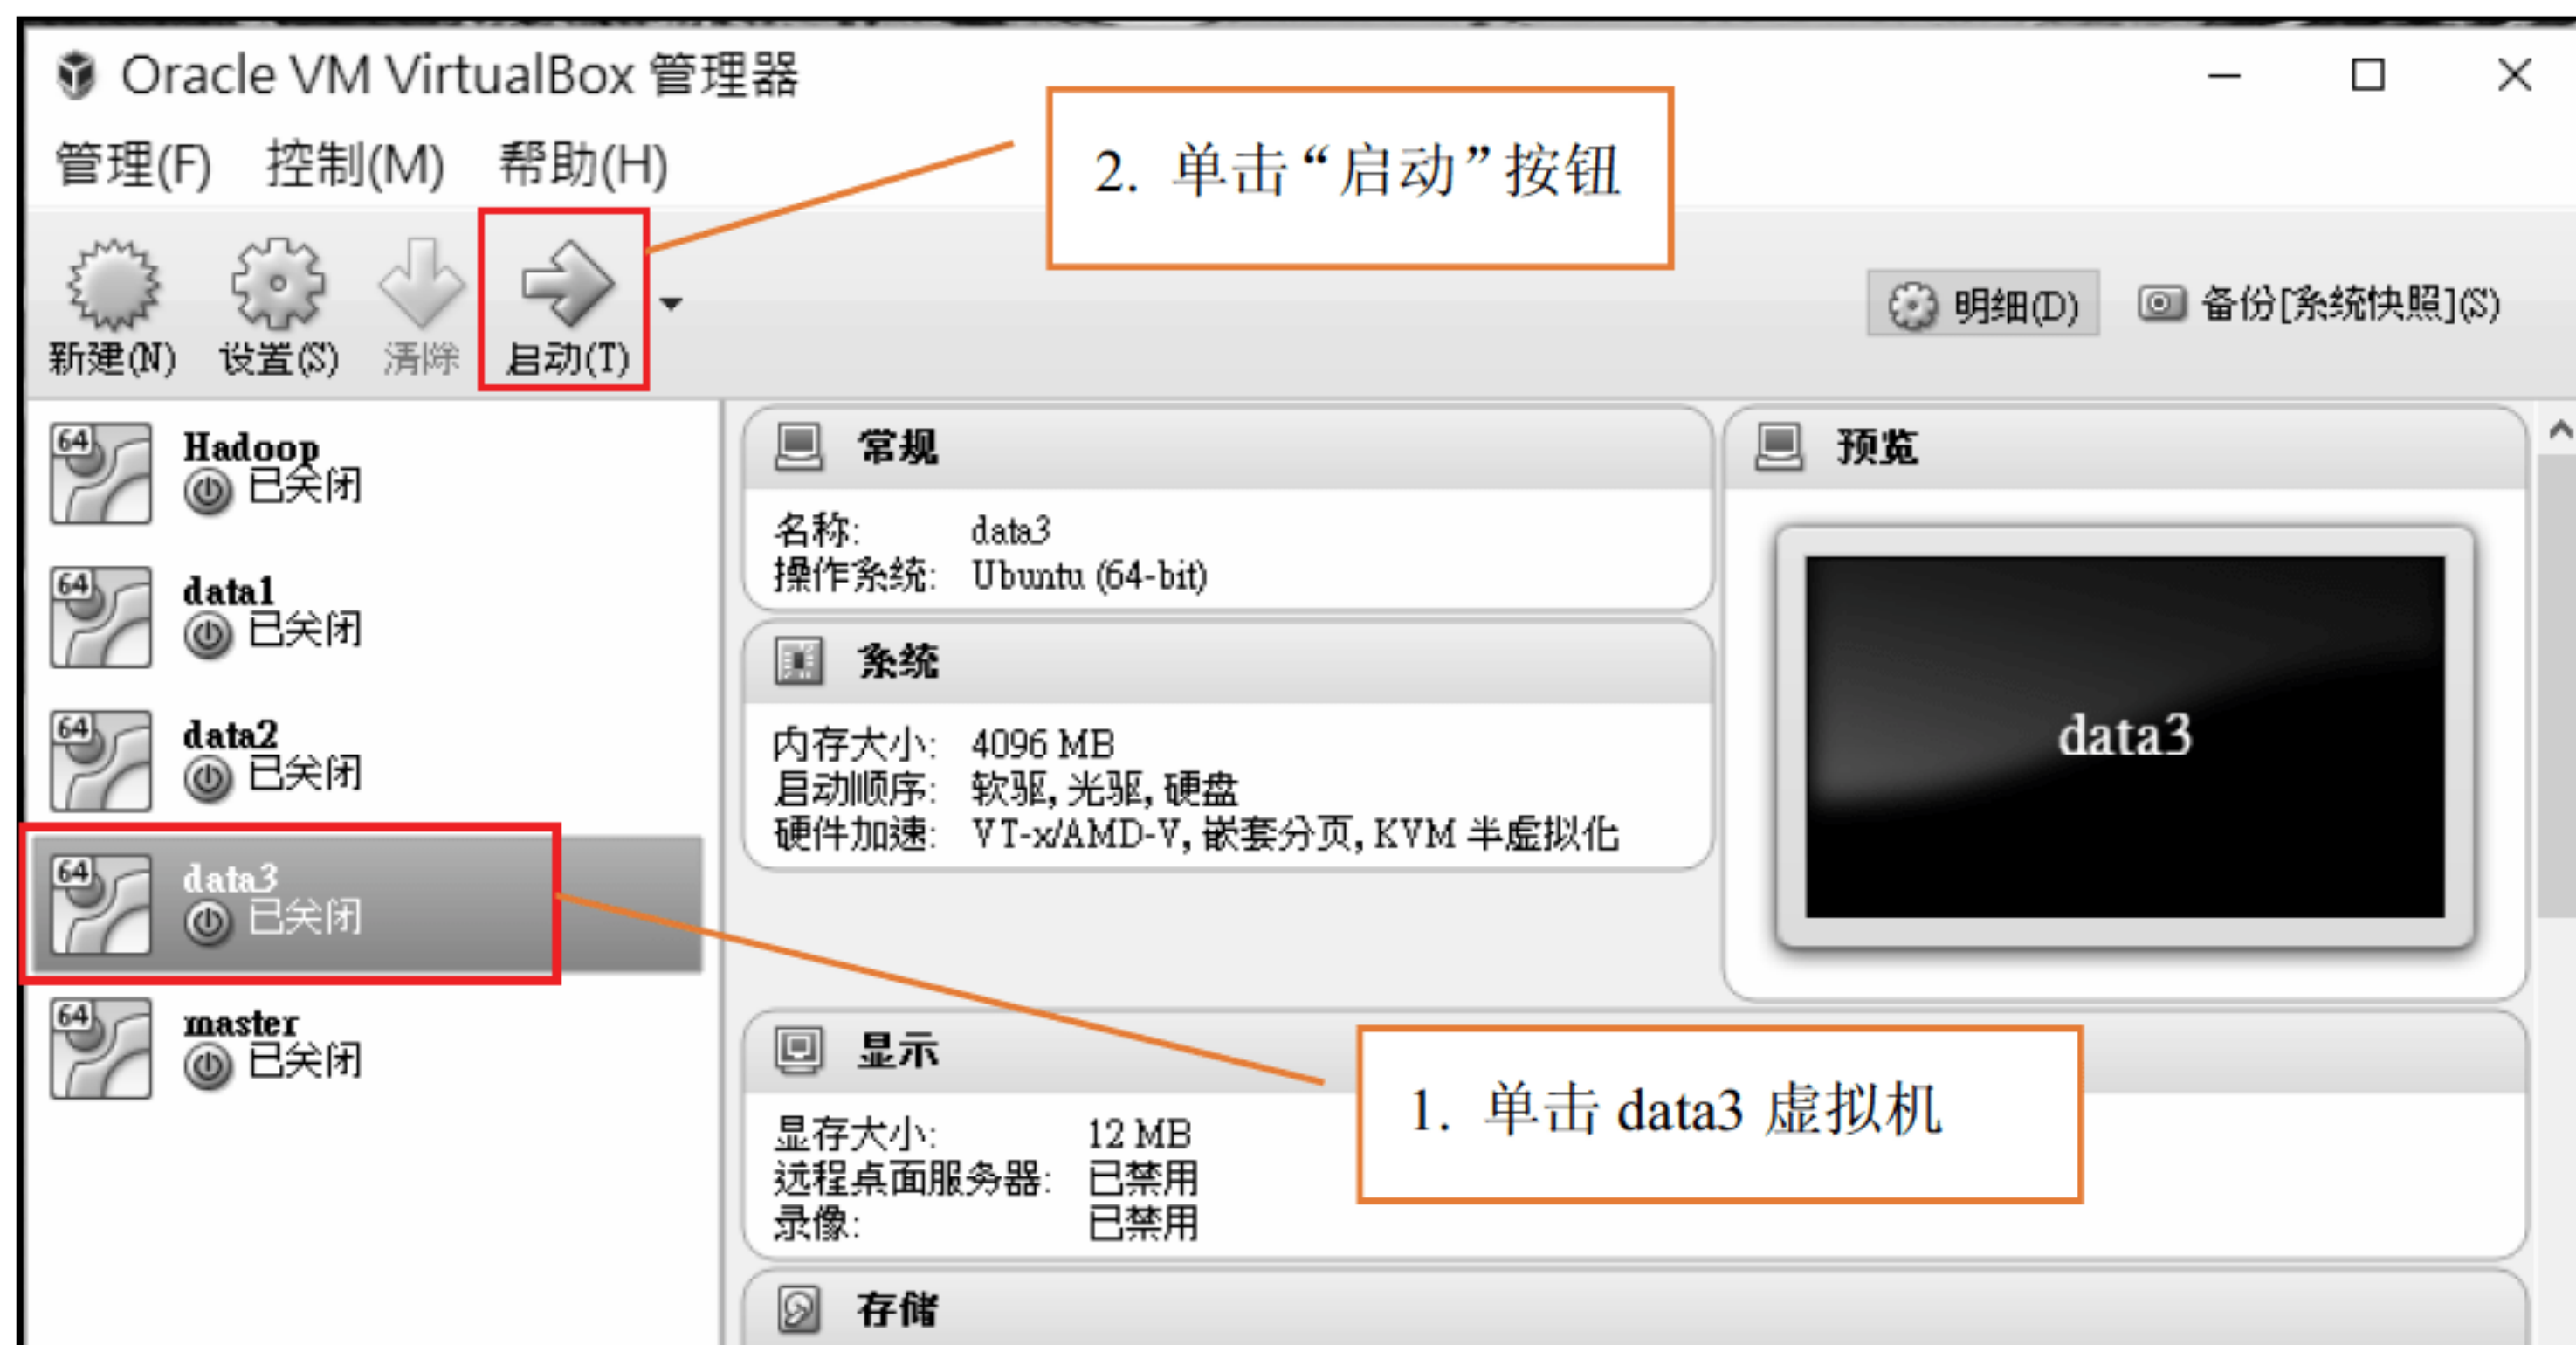 Oracle VM VirtualBox 管理器
管理(F) 控制(M) 帮助(H)
2. 单击“启动”按钮
新建(N) 设置(S) 清除 启动(T)
明细(D) 备份[系统快照](S)
64 Hadoop
已关闭
64 data1
已关闭
64 data2
已关闭
64 data3
已关闭
64 master
已关闭
常规
名称: data3
操作系统: Ubuntu (64-bit)
系统
内存大小: 4096 MB
启动顺序: 软驱, 光驱, 硬盘
硬件加速: VT-x/AMD-V, 嵌套分页, KVM 半虚拟化
预览
data3
显示
显存大小: 12 MB
远程桌面服务器: 已禁用
录像: 已禁用
1. 单击 data3 虚拟机
存储